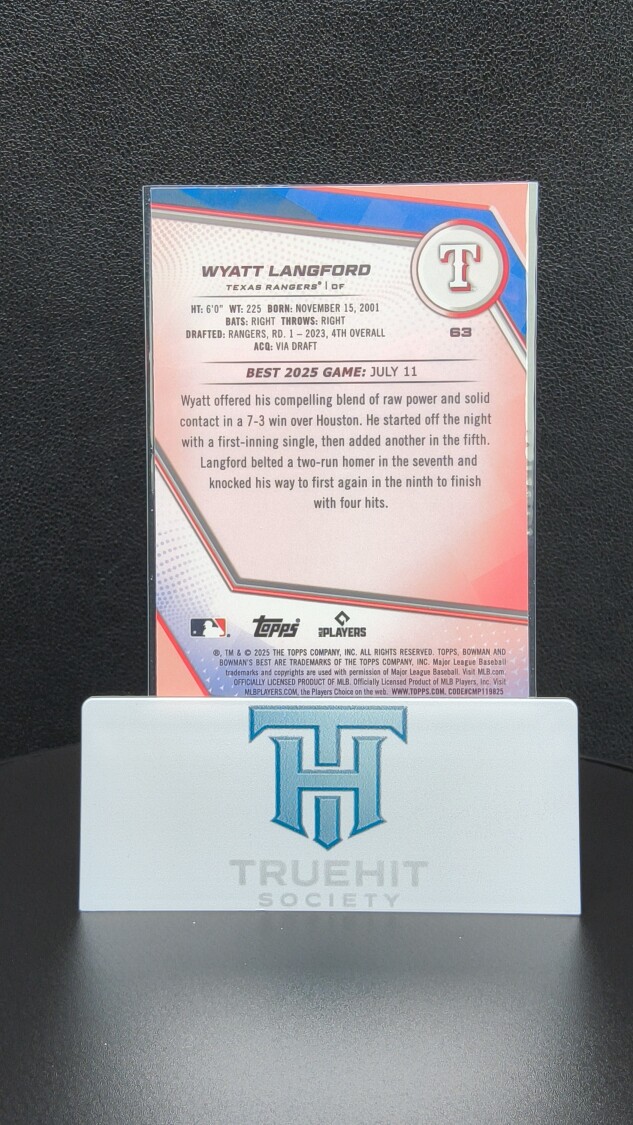 WYATT LANGFORD
TEXAS RANGERS® | OF
T
HT: 6'0" WT: 225 BORN: NOVEMBER 15, 2001
BATS: RIGHT THROWS: RIGHT
DRAFTED: RANGERS, RD. 1 – 2023, 4TH OVERALL
ACQ: VIA DRAFT
63
BEST 2025 GAME: JULY 11
Wyatt offered his compelling blend of raw power and solid
contact in a 7-3 win over Houston. He started off the night
with a first-inning single, then added another in the fifth.
Langford belted a two-run homer in the seventh and
knocked his way to first again in the ninth to finish
with four hits.
topps
PLAYERS
®, TM & © 2025 THE TOPPS COMPANY, INC. ALL RIGHTS RESERVED. TOPPS, BOWMAN AND
BOWMAN'S BEST ARE TRADEMARKS OF THE TOPPS COMPANY, INC. Major League Baseball
trademarks and copyrights are used with permission of Major League Baseball. Visit MLB.com.
OFFICIALLY LICENSED PRODUCT OF MLB Players, Inc. Visit
MLBPLAYERS.COM, the Players Choice on the web. WWW.TOPPS.COM. CODE#CMP119825
TH
TRUEHIT
SOCIETY